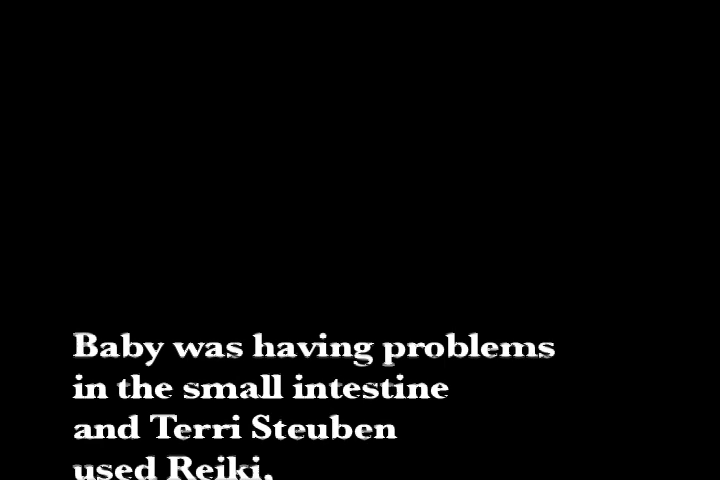 Baby was having problems
in the small intestine
and Terri Steuben
used Reiki,